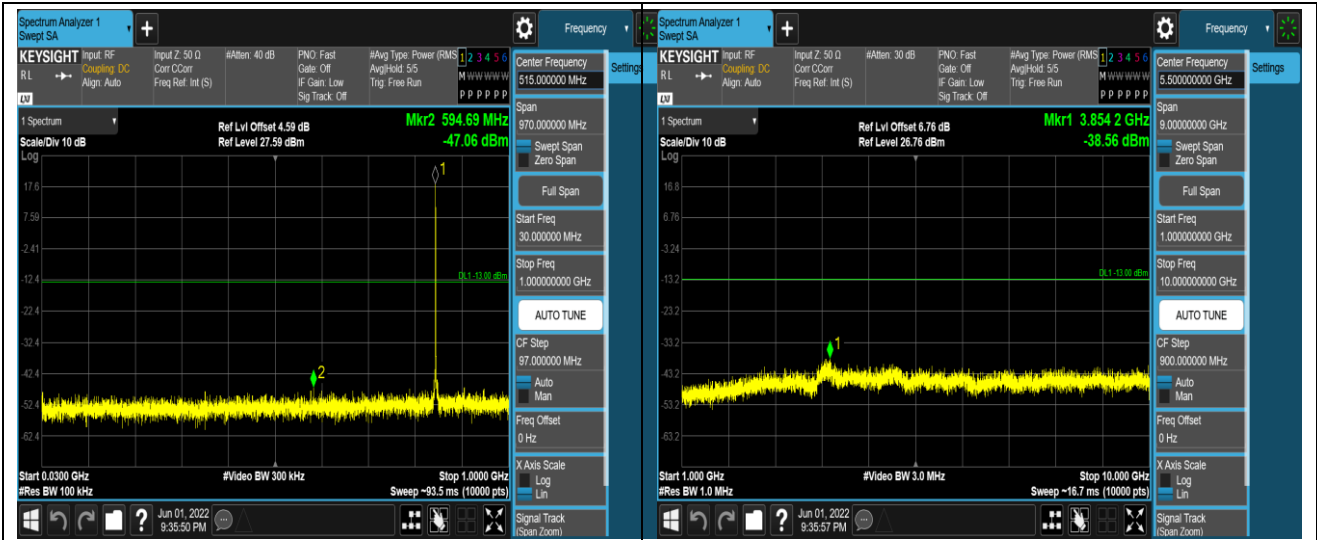 Spectrum Analyzer 1
Swept SA
+
Frequency
KEYSIGHT
RL
LXI
Input: RF
Coupling: DC
Align: Auto
Input Z: 50 Ω
Corr CCorr
Freq Ref: Int (S)
#Atten: 40 dB
PNO: Fast
Gate: Off
IF Gain: Low
Sig Track: Off
#Avg Type: Power (RMS
Avg|Hold: 5/5
Trig: Free Run
1 2 3 4 5 6
M W W W W W
P P P P P P
Center Frequency
515.000000 MHz
Settings
1 Spectrum
Scale/Div 10 dB
Log
Ref Lvl Offset 4.59 dB
Ref Level 27.59 dBm
Mkr2 594.69 MHz
-47.06 dBm
Span
970.000000 MHz
Swept Span
Zero Span
Full Span
Start Freq
30.000000 MHz
Stop Freq
1.000000000 GHz
AUTO TUNE
CF Step
97.000000 MHz
Auto
Man
Freq Offset
0 Hz
X Axis Scale
Log
Lin
Signal Track
(Span Zoom)
1
17.6
7.59
-2.41
-12.4
DL1 -13.00 dBm
-22.4
-32.4
-42.4
2
-52.4
-62.4
Start 0.0300 GHz
#Res BW 100 kHz
#Video BW 300 kHz
Stop 1.0000 GHz
Sweep ~93.5 ms (10000 pts)
?
Jun 01, 2022
9:35:50 PM
Spectrum Analyzer 1
Swept SA
+
Frequency
KEYSIGHT
RL
LXI
Input: RF
Coupling: DC
Align: Auto
Input Z: 50 Ω
Corr CCorr
Freq Ref: Int (S)
#Atten: 30 dB
PNO: Fast
Gate: Off
IF Gain: Low
Sig Track: Off
#Avg Type: Power (RMS
Avg|Hold: 5/5
Trig: Free Run
1 2 3 4 5 6
M W W W W W
P P P P P P
Center Frequency
5.500000000 GHz
Settings
1 Spectrum
Scale/Div 10 dB
Log
Ref Lvl Offset 6.76 dB
Ref Level 26.76 dBm
Mkr1 3.854 2 GHz
-38.56 dBm
Span
9.00000000 GHz
Swept Span
Zero Span
Full Span
Start Freq
1.000000000 GHz
Stop Freq
10.000000000 GHz
AUTO TUNE
CF Step
900.000000 MHz
Auto
Man
Freq Offset
0 Hz
X Axis Scale
Log
Lin
Signal Track
(Span Zoom)
16.8
6.76
-3.24
-13.2
DL1 -13.00 dBm
-23.2
-33.2
1
-43.2
-53.2
-63.2
Start 1.000 GHz
#Res BW 1.0 MHz
#Video BW 3.0 MHz
Stop 10.000 GHz
Sweep ~16.7 ms (10000 pts)
?
Jun 01, 2022
9:35:57 PM